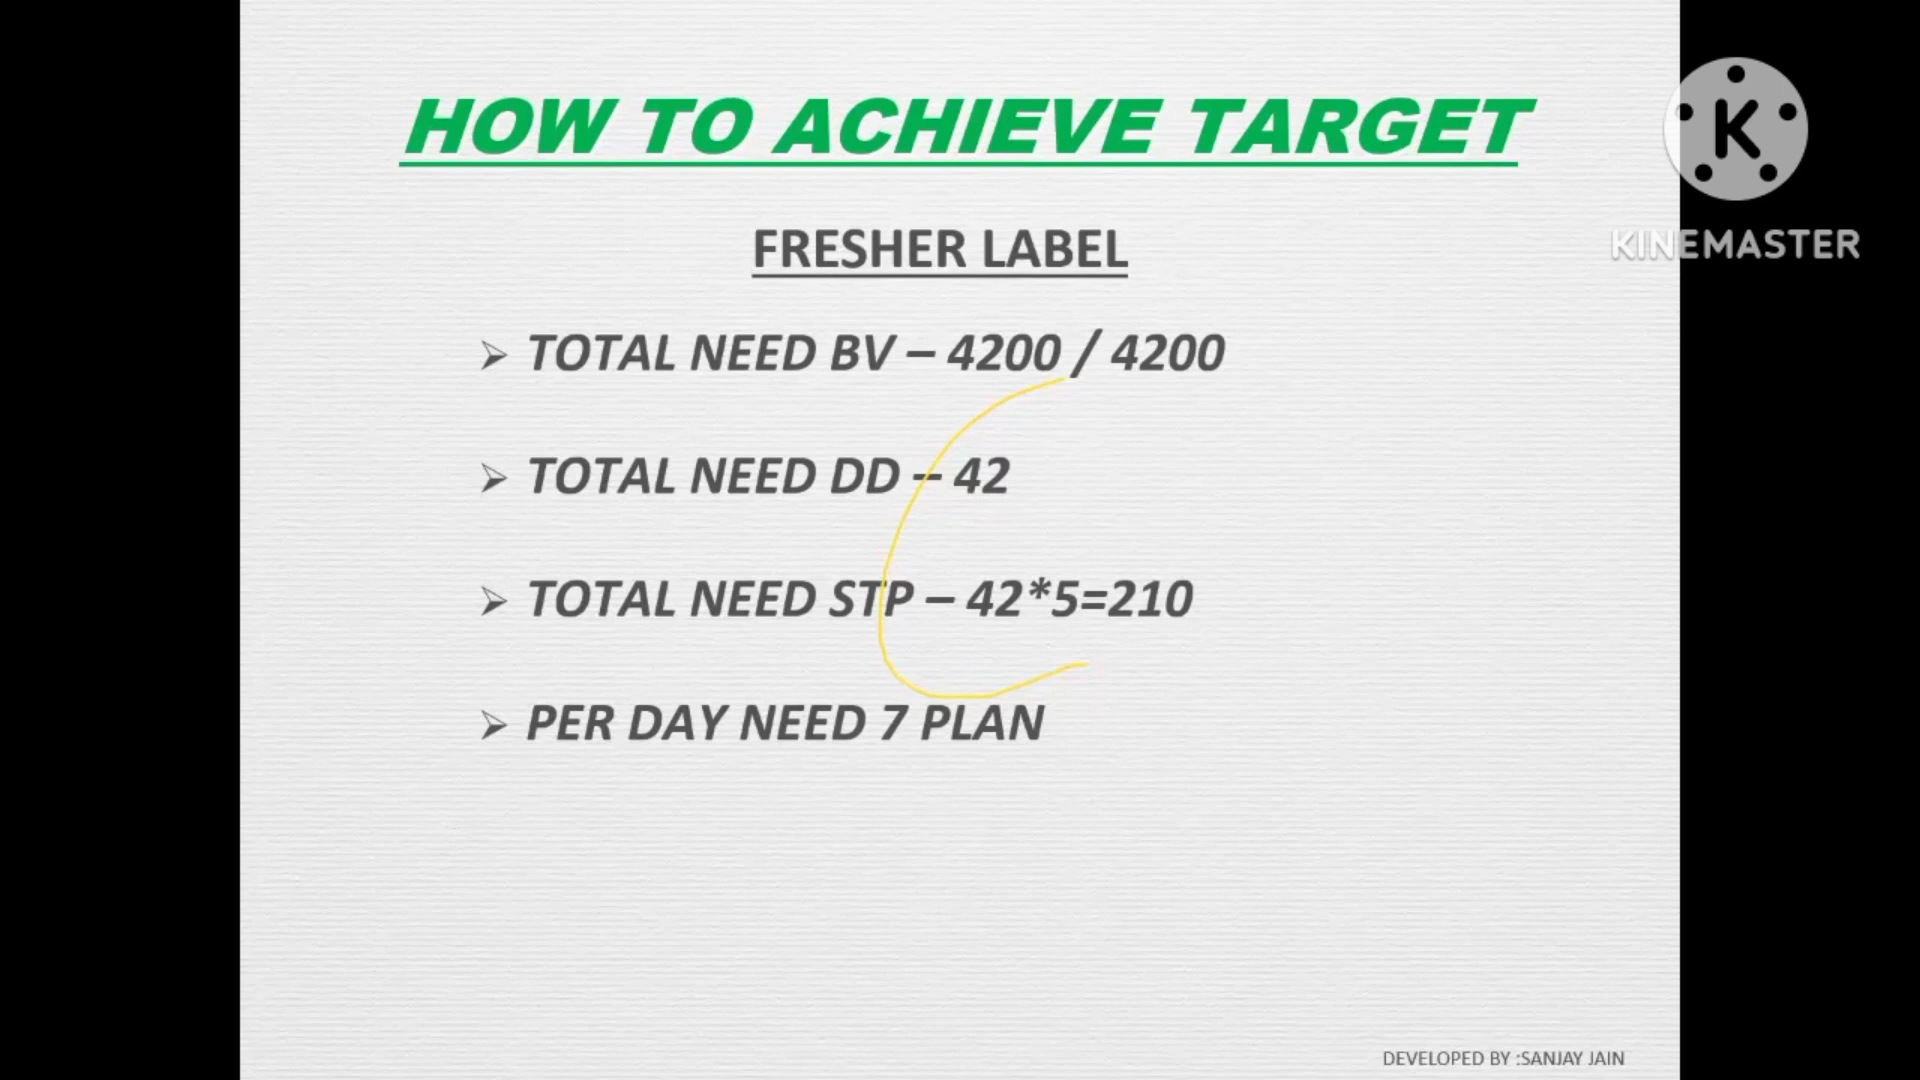 HOW TO ACHIEVE TARGET
K
KINEMASTER
FRESHER LABEL
➢ TOTAL NEED BV – 4200 / 4200
➢ TOTAL NEED DD – 42
➢ TOTAL NEED STP – 42*5=210
➢ PER DAY NEED 7 PLAN
DEVELOPED BY :SANJAY JAIN